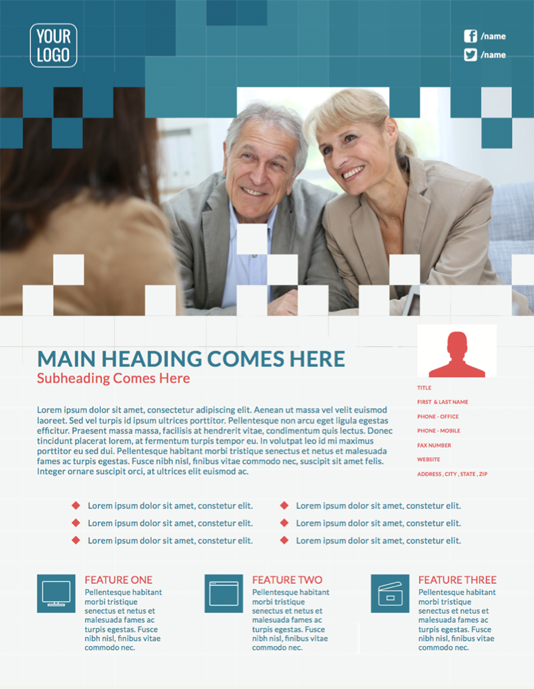 YOUR
LOGO
/name
/name
MAIN HEADING COMES HERE
Subheading Comes Here
Lorem ipsum dolor sit amet, consectetur adipiscing elit. Aenean ut massa vel velit euismod
laoreet. Sed vel turpis id ipsum ultrices porttitor. Pellentesque non arcu eget ligula egestas
efficitur. Praesent massa massa, facilisis at hendrerit vitae, condimentum quis lectus. Donec
tincidunt placerat lorem, at fermentum turpis tempor eu. In volutpat leo id mi maximus
porttitor eu sed dui. Pellentesque habitant morbi tristique senectus et netus et malesuada
fames ac turpis egestas. Fusce nibh nisl, finibus vitae commodo nec, suscipit sit amet felis.
Integer ornare suscipit orci, at ultrices elit euismod ac.
TITLE
FIRST & LAST NAME
PHONE - OFFICE
PHONE - MOBILE
FAX NUMBER
WEBSITE
ADDRESS , CITY , STATE , ZIP
Lorem ipsum dolor sit amet, constetur elit.
Lorem ipsum dolor sit amet, constetur elit.
Lorem ipsum dolor sit amet, constetur elit.
Lorem ipsum dolor sit amet, constetur elit.
Lorem ipsum dolor sit amet, constetur elit.
Lorem ipsum dolor sit amet, constetur elit.
FEATURE ONE
Pellentesque habitant
morbi tristique
senectus et netus et
malesuada fames ac
turpis egestas. Fusce
nibh nisl, finibus vitae
commodo nec.
FEATURE TWO
Pellentesque habitant
morbi tristique
senectus et netus et
malesuada fames ac
turpis egestas. Fusce
nibh nisl, finibus vitae
commodo nec.
FEATURE THREE
Pellentesque habitant
morbi tristique
senectus et netus et
malesuada fames ac
turpis egestas. Fusce
nibh nisl, finibus vitae
commodo nec.